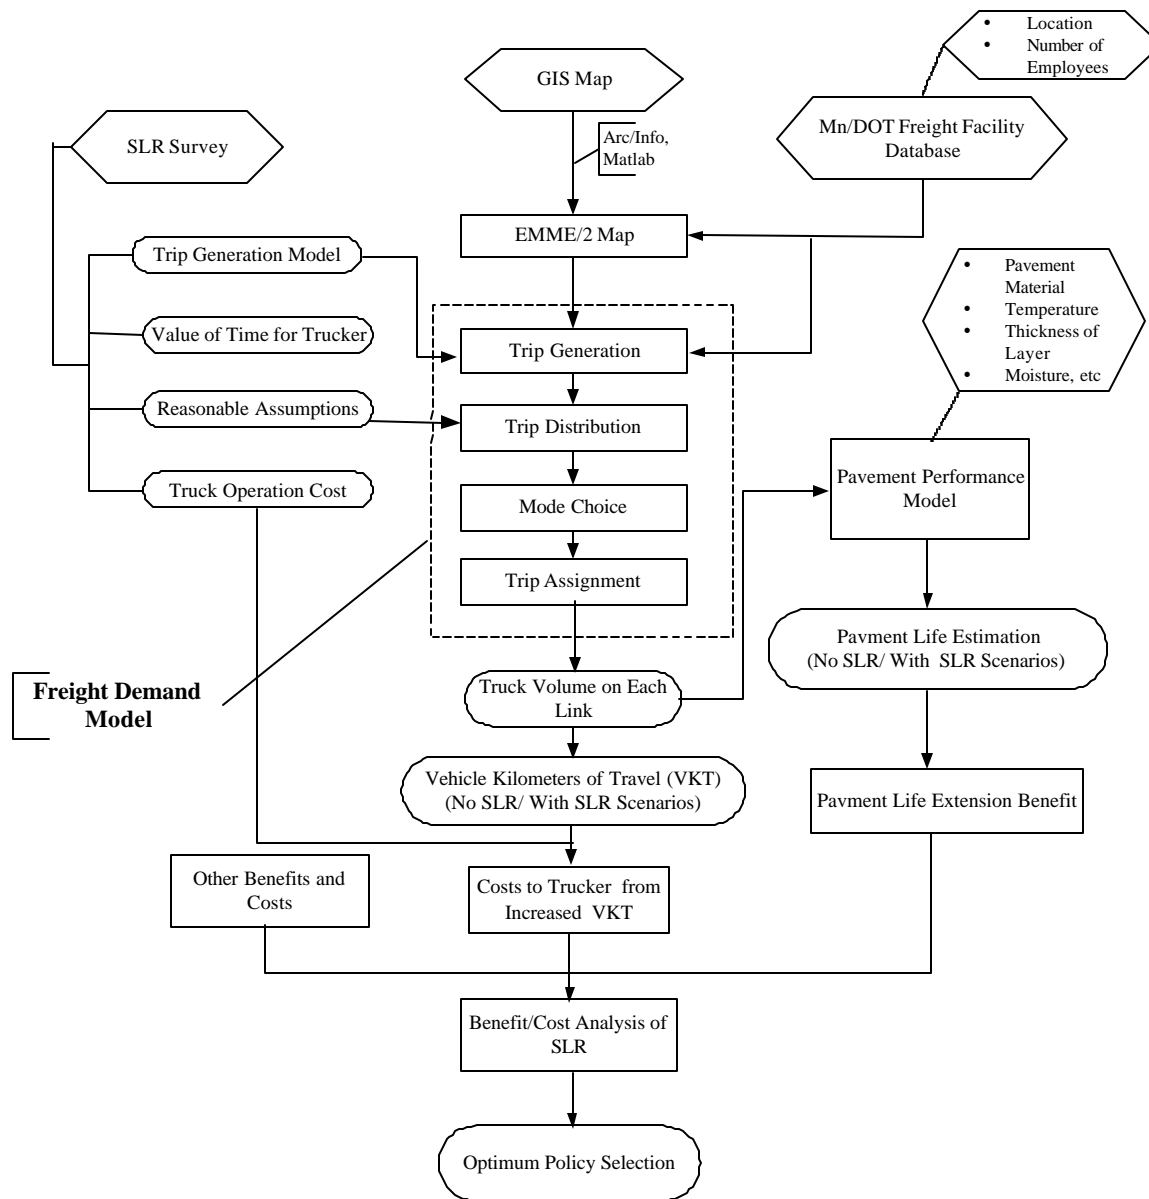 • Location
• Number of
Employees
GIS Map
Mn/DOT Freight Facility
Database
Arc/Info,
Matlab
SLR Survey
EMME/2 Map
Trip Generation Model
• Pavement
Material
• Temperature
• Thickness of
Layer
• Moisture, etc
Value of Time for Trucker
Trip Generation
Reasonable Assumptions
Trip Distribution
Pavement Performance
Model
Truck Operation Cost
Mode Choice
Trip Assignment
Pavment Life Estimation
(No SLR/ With SLR Scenarios)
Freight Demand
Model
Truck Volume on Each
Link
Vehicle Kilometers of Travel (VKT)
(No SLR/ With SLR Scenarios)
Pavment Life Extension Benefit
Other Benefits and
Costs
Costs to Trucker from
Increased VKT
Benefit/Cost Analysis of
SLR
Optimum Policy Selection